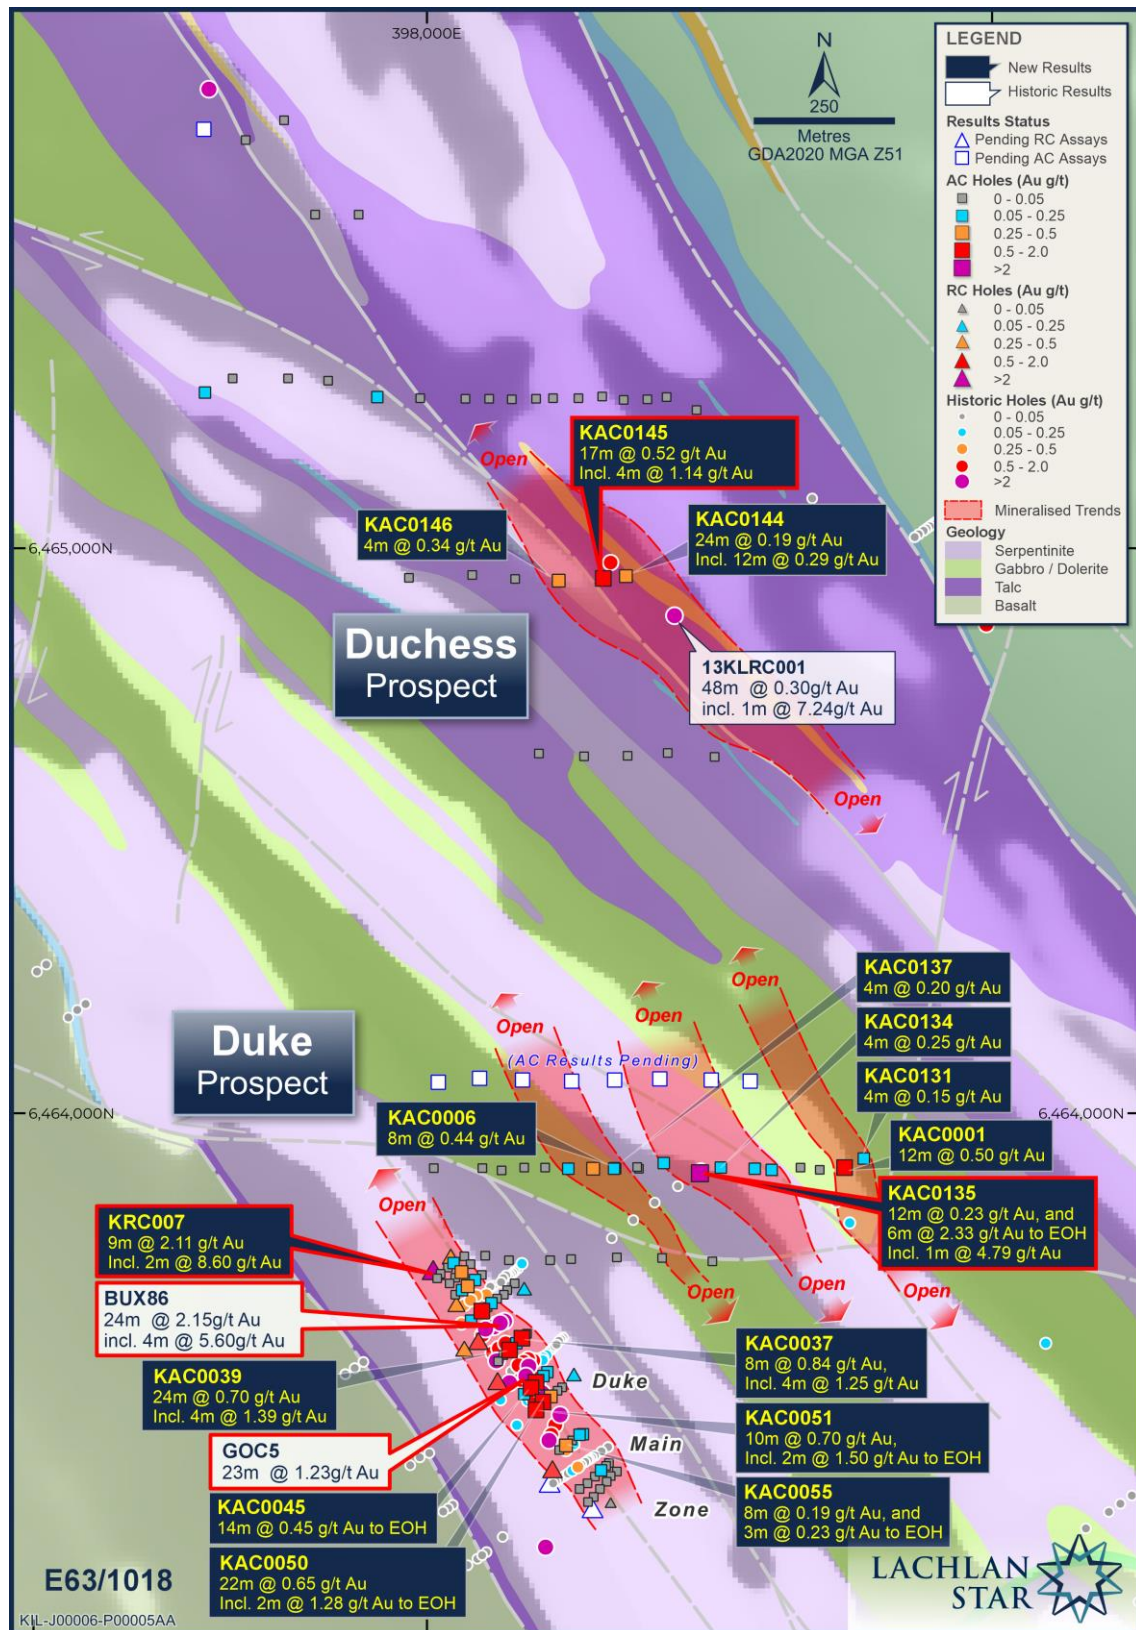 398,000E
N
250
Metres
GDA2020 MGA Z51
LEGEND
New Results
Historic Results
Results Status
Pending RC Assays
Pending AC Assays
AC Holes (Au g/t)
0 - 0.05
0.05 - 0.25
0.25 - 0.5
0.5 - 2.0
>2
RC Holes (Au g/t)
0 - 0.05
0.05 - 0.25
0.25 - 0.5
0.5 - 2.0
>2
Historic Holes (Au g/t)
0 - 0.05
0.05 - 0.25
0.25 - 0.5
0.5 - 2.0
>2
Mineralised Trends
Geology
Serpentinite
Gabbro / Dolerite
Talc
Basalt
Open
KAC0145
17m @ 0.52 g/t Au
Incl. 4m @ 1.14 g/t Au
KAC0146
4m @ 0.34 g/t Au
KAC0144
24m @ 0.19 g/t Au
Incl. 12m @ 0.29 g/t Au
6,465,000N
Duchess
Prospect
13KLRC001
48m @ 0.30g/t Au
incl. 1m @ 7.24g/t Au
Open
KAC0137
4m @ 0.20 g/t Au
Open
Open
Open
KAC0134
4m @ 0.25 g/t Au
Duke
Prospect
(AC Results Pending)
KAC0131
4m @ 0.15 g/t Au
6,464,000N
6,464,000N
KAC0006
8m @ 0.44 g/t Au
KAC0001
12m @ 0.50 g/t Au
Open
KAC0135
12m @ 0.23 g/t Au, and
6m @ 2.33 g/t Au to EOH
Incl. 1m @ 4.79 g/t Au
KRC007
9m @ 2.11 g/t Au
Incl. 2m @ 8.60 g/t Au
Open
Open
Open
BUX86
24m @ 2.15g/t Au
incl. 4m @ 5.60g/t Au
KAC0037
8m @ 0.84 g/t Au,
Incl. 4m @ 1.25 g/t Au
KAC0039
24m @ 0.70 g/t Au
Incl. 4m @ 1.39 g/t Au
Duke
Main
Zone
KAC0051
10m @ 0.70 g/t Au,
Incl. 2m @ 1.50 g/t Au to EOH
GOC5
23m @ 1.23g/t Au
KAC0055
8m @ 0.19 g/t Au, and
3m @ 0.23 g/t Au to EOH
KAC0045
14m @ 0.45 g/t Au to EOH
KAC0050
22m @ 0.65 g/t Au
Incl. 2m @ 1.28 g/t Au to EOH
E63/1018
KIL-J00006-P00005AA
LACHLAN
STAR